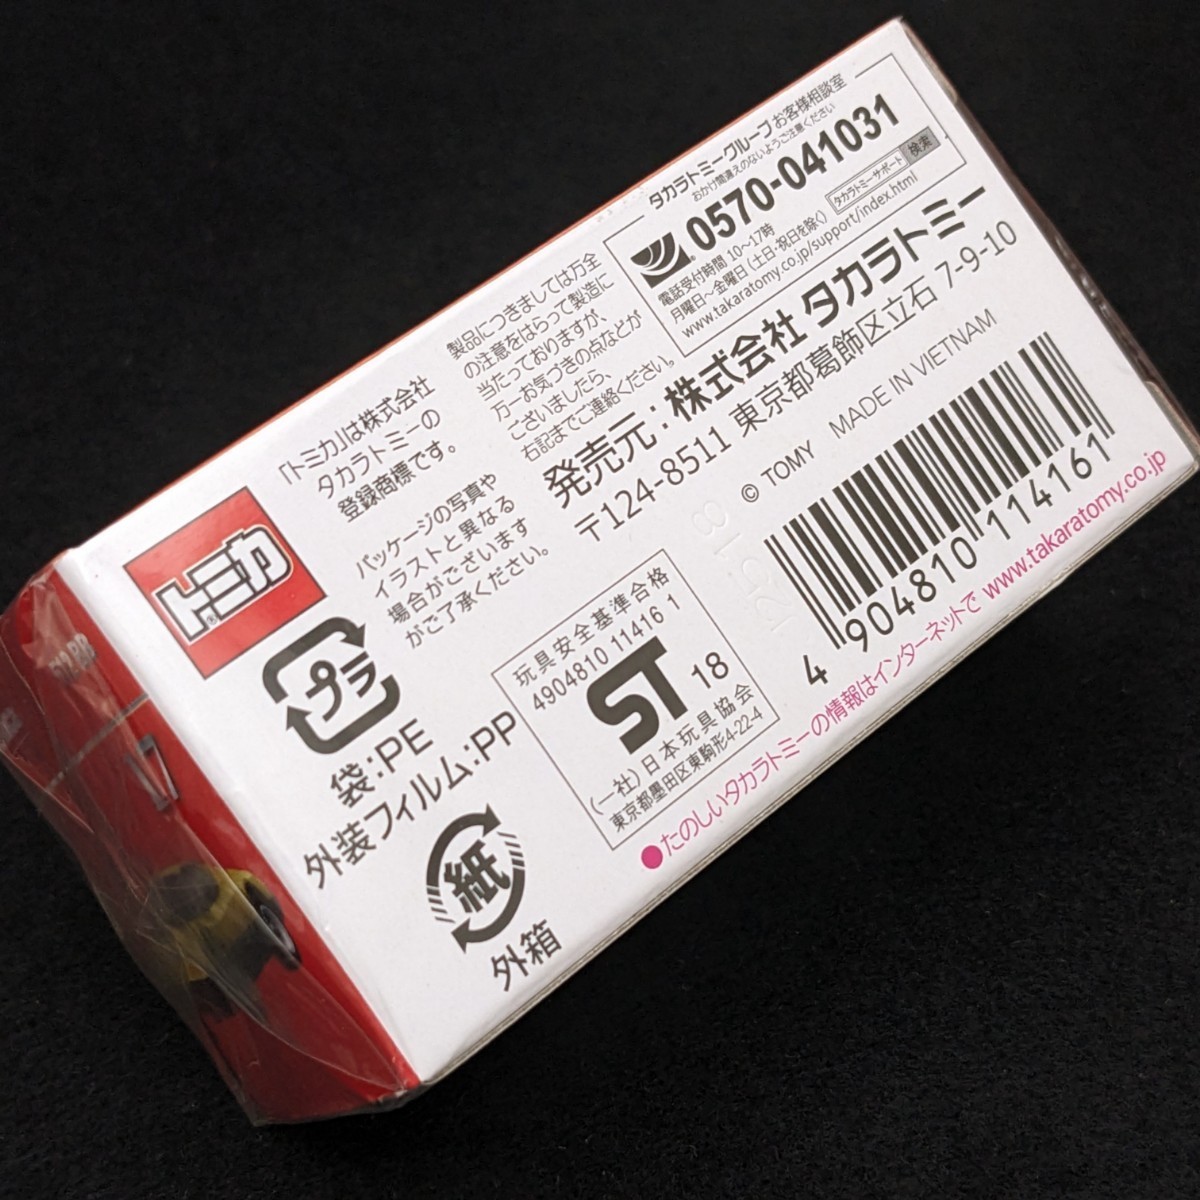 トミカ®
「トミカ」は株式会社
タカラトミーの
登録商標です。
パッケージの写真や
イラストと異なる
場合がございます
がご了承ください。
製品につきましては万全
の注意をはらって製造に
当たっておりますが、
万一お気づきの点などが
ございましたら、
右記までご連絡ください。
タカラトミーグループお客様相談室
おかけ間違えのないようご注意ください
0570-041031
電話受付時間 10〜17時
月曜日〜金曜日(土日・祝日を除く)
タカラトミーサポート 検索
www.takaratomy.co.jp/support/index.html
発売元:株式会社 タカラトミー
〒124-8511 東京都葛飾区立石 7-9-10
© TOMY MADE IN VIETNAM
プラ
袋:PE
外装フィルム:PP
紙
外箱
玩具安全基準合格
4904810 11416 1
ST 18
(一社)日本玩具協会
東京都墨田区東駒形4-22-4
4 904810 114161
●たのしいタカラトミーの情報はインターネットで www.takaratomy.co.jp
17